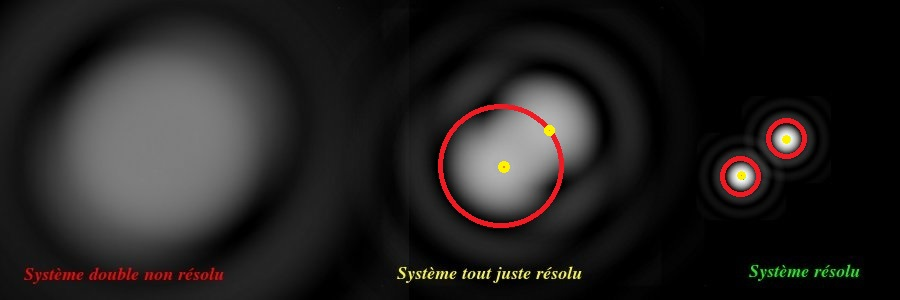 Système double non résolu
Système tout juste résolu
Système résolu